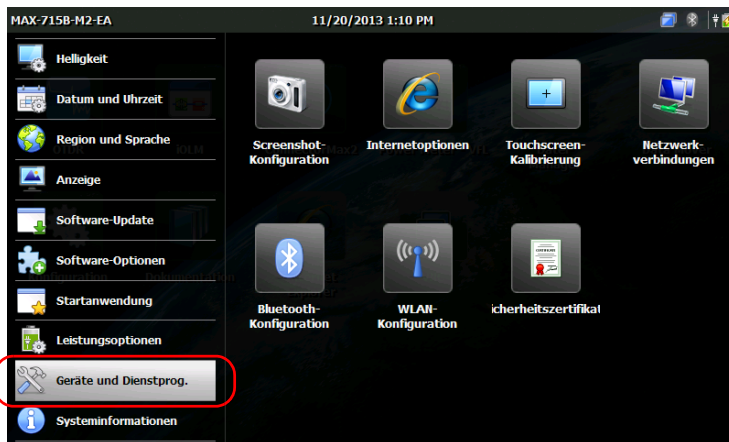 MAX-715B-M2-EA
11/20/2013 1:10 PM
Helligkeit
Datum und Uhrzeit
Region und Sprache
Anzeige
Software-Update
Software-Optionen
Startanwendung
Leistungsoptionen
Geräte und Dienstprog.
Systeminformationen
Screenshot-
Konfiguration
Internetoptionen
Touchscreen-
Kalibrierung
Netzwerk-
verbindungen
Bluetooth-
Konfiguration
WLAN-
Konfiguration
icherheitszertifikat